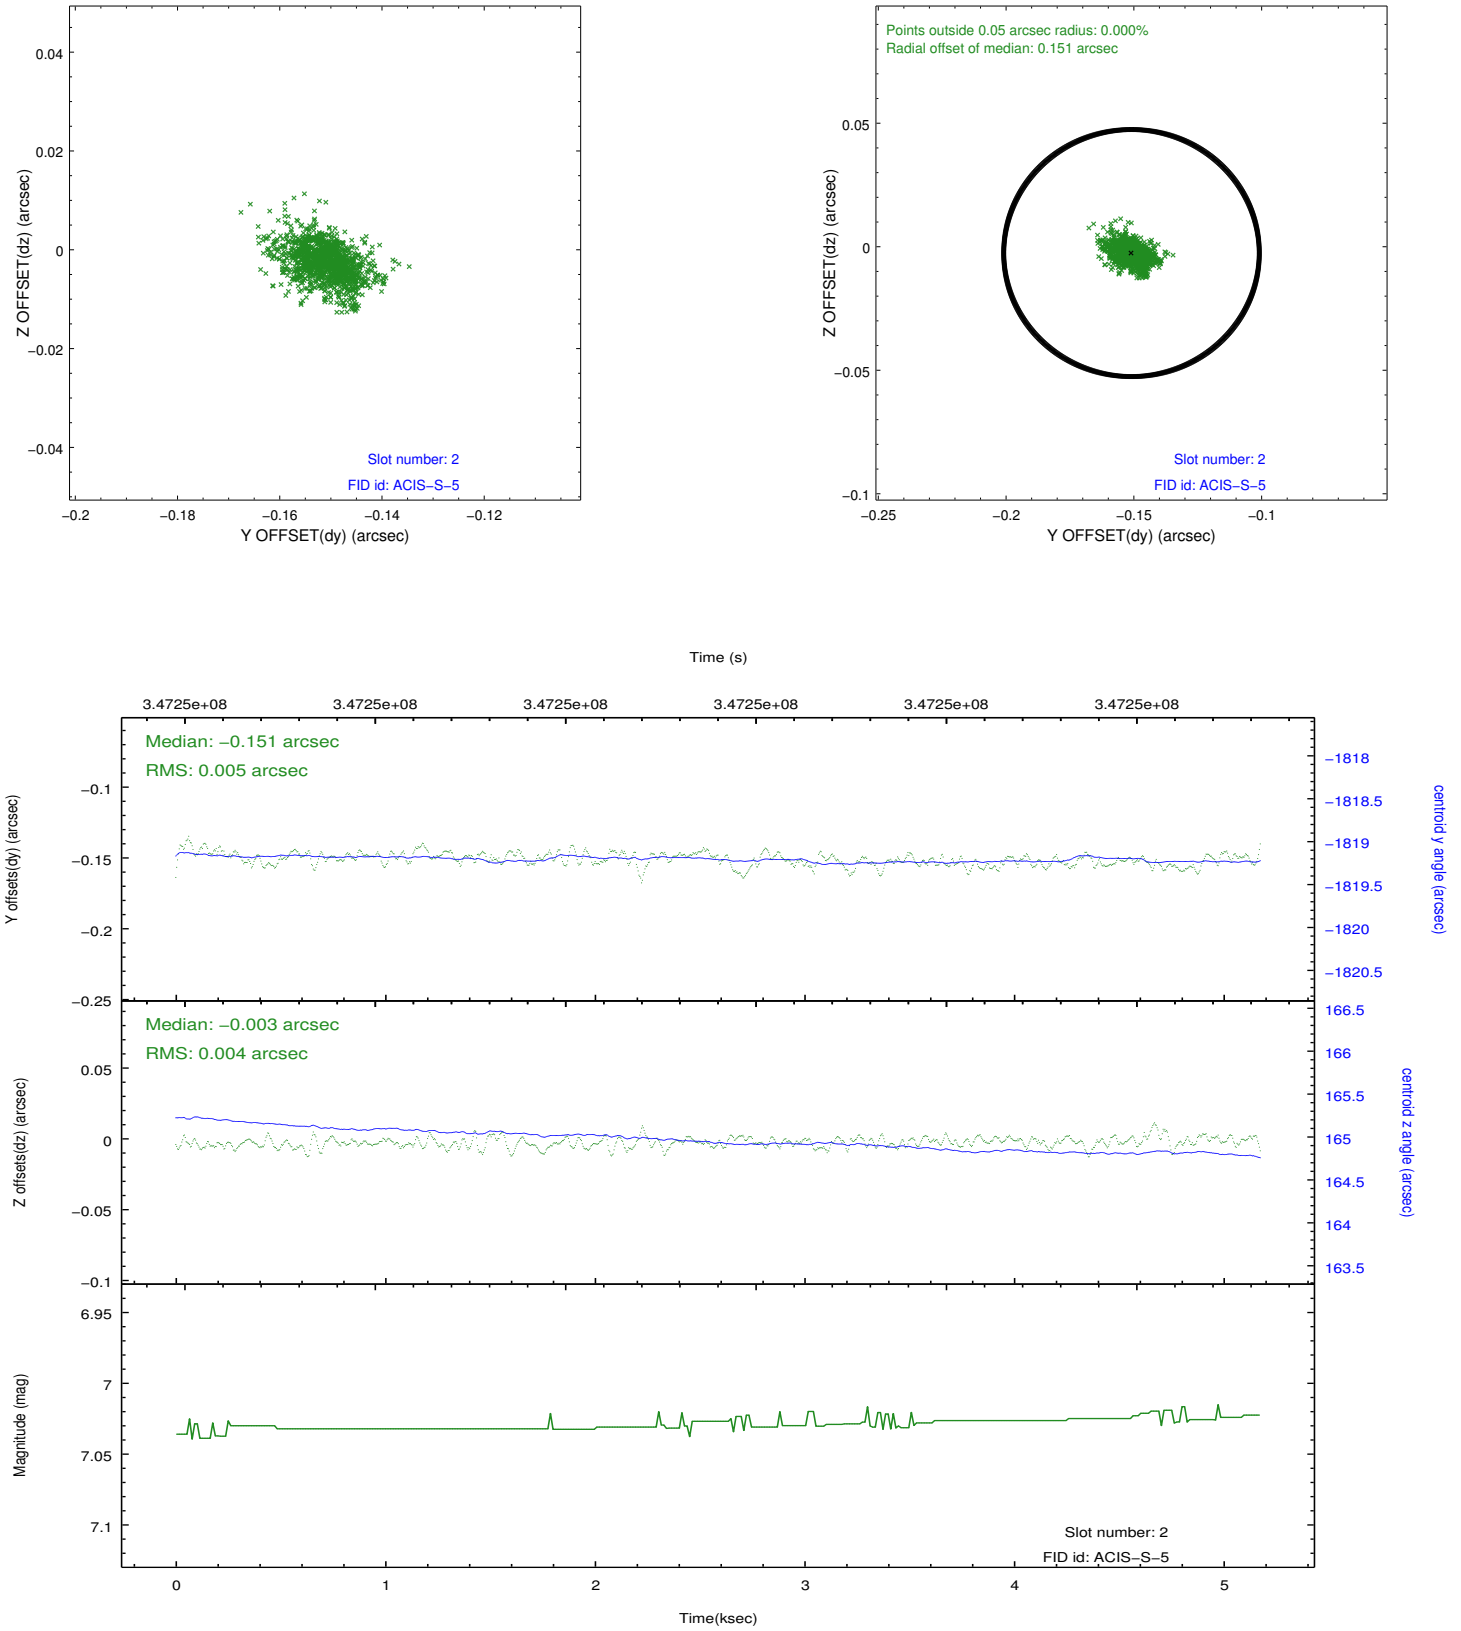 0.04
0.02
0
−0.02
−0.04
Z OFFSET(dz) (arcsec)
Slot number: 2
FID id: ACIS−S−5
−0.2
−0.18
−0.16
−0.14
−0.12
Y OFFSET(dy) (arcsec)
Points outside 0.05 arcsec radius: 0.000%
Radial offset of median: 0.151 arcsec
0.05
0
−0.05
−0.1
Z OFFSET(dz) (arcsec)
Slot number: 2
FID id: ACIS−S−5
−0.25
−0.2
−0.15
−0.1
Y OFFSET(dy) (arcsec)
Time (s)
3.4725e+08
3.4725e+08
3.4725e+08
3.4725e+08
3.4725e+08
3.4725e+08
Median: −0.151 arcsec
RMS: 0.005 arcsec
−0.1
−0.15
−0.2
−0.25
Y offsets(dy) (arcsec)
−1818
−1818.5
−1819
−1819.5
−1820
−1820.5
centroid y angle (arcsec)
Median: −0.003 arcsec
RMS: 0.004 arcsec
0.05
0
−0.05
−0.1
Z offsets(dz) (arcsec)
166.5
166
165.5
165
164.5
164
163.5
centroid z angle (arcsec)
6.95
7
7.05
7.1
Magnitude (mag)
Slot number: 2
FID id: ACIS−S−5
0
1
2
3
4
5
Time(ksec)